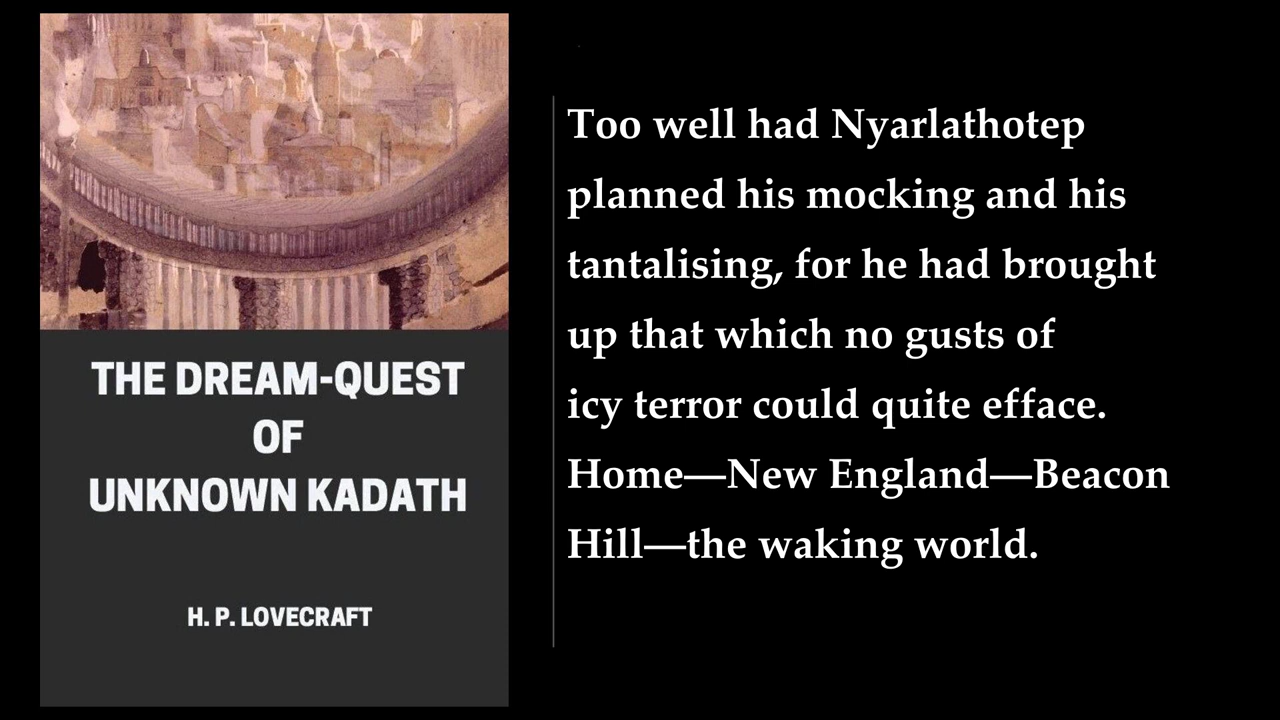 THE DREAM-QUEST
OF
UNKNOWN KADATH
H. P. LOVECRAFT
Too well had Nyarlathotep
planned his mocking and his
tantalising, for he had brought
up that which no gusts of
icy terror could quite efface.
Home—New England—Beacon
Hill—the waking world.